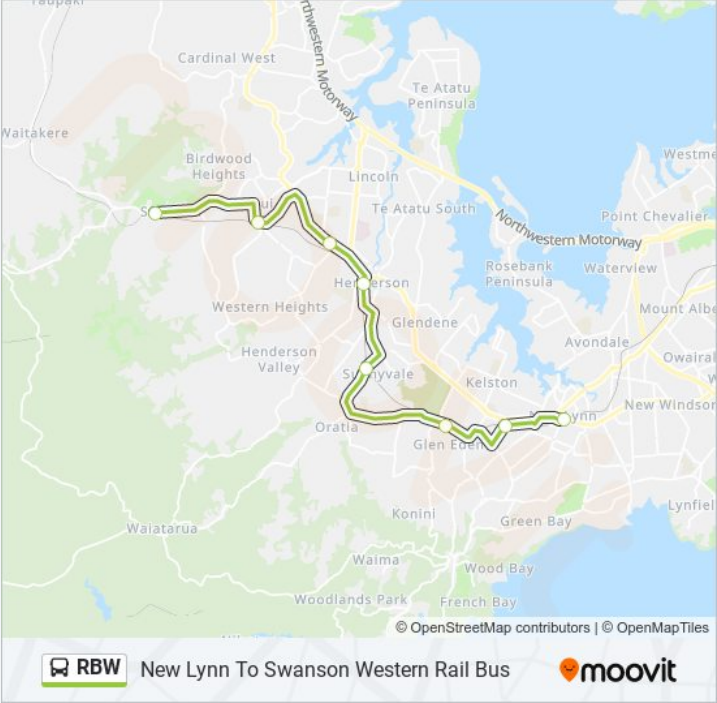 Taupaki
Cardinal West
Northwestern Motorway
Te Atatu
Peninsula
Waitakere
Birdwood
Heights
Lincoln
Westme
Te Atatu South
Northwestern Motorway
Point Chevalier
Rosebank
Peninsula
Waterview
Henderson
Western Heights
Mount Albe
Glendene
Avondale
Henderson
Valley
Owairal
Sunnyvale
Kelston
New Windsor
Oratia
Glen Eden
Lynfiel
Konini
Green Bay
Waiatarua
Waima
Wood Bay
Woodlands Park
French Bay
© OpenStreetMap contributors | © OpenMapTiles
RBW
New Lynn To Swanson Western Rail Bus
moovit